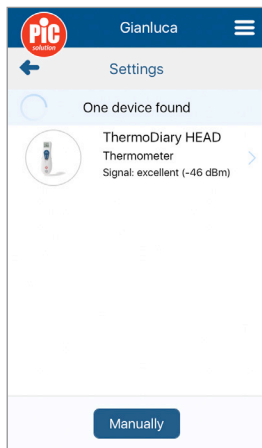 Gianluca
PiC
solution
Settings
One device found
ThermoDiary HEAD
Thermometer
Signal: excellent (-46 dBm)
Manually